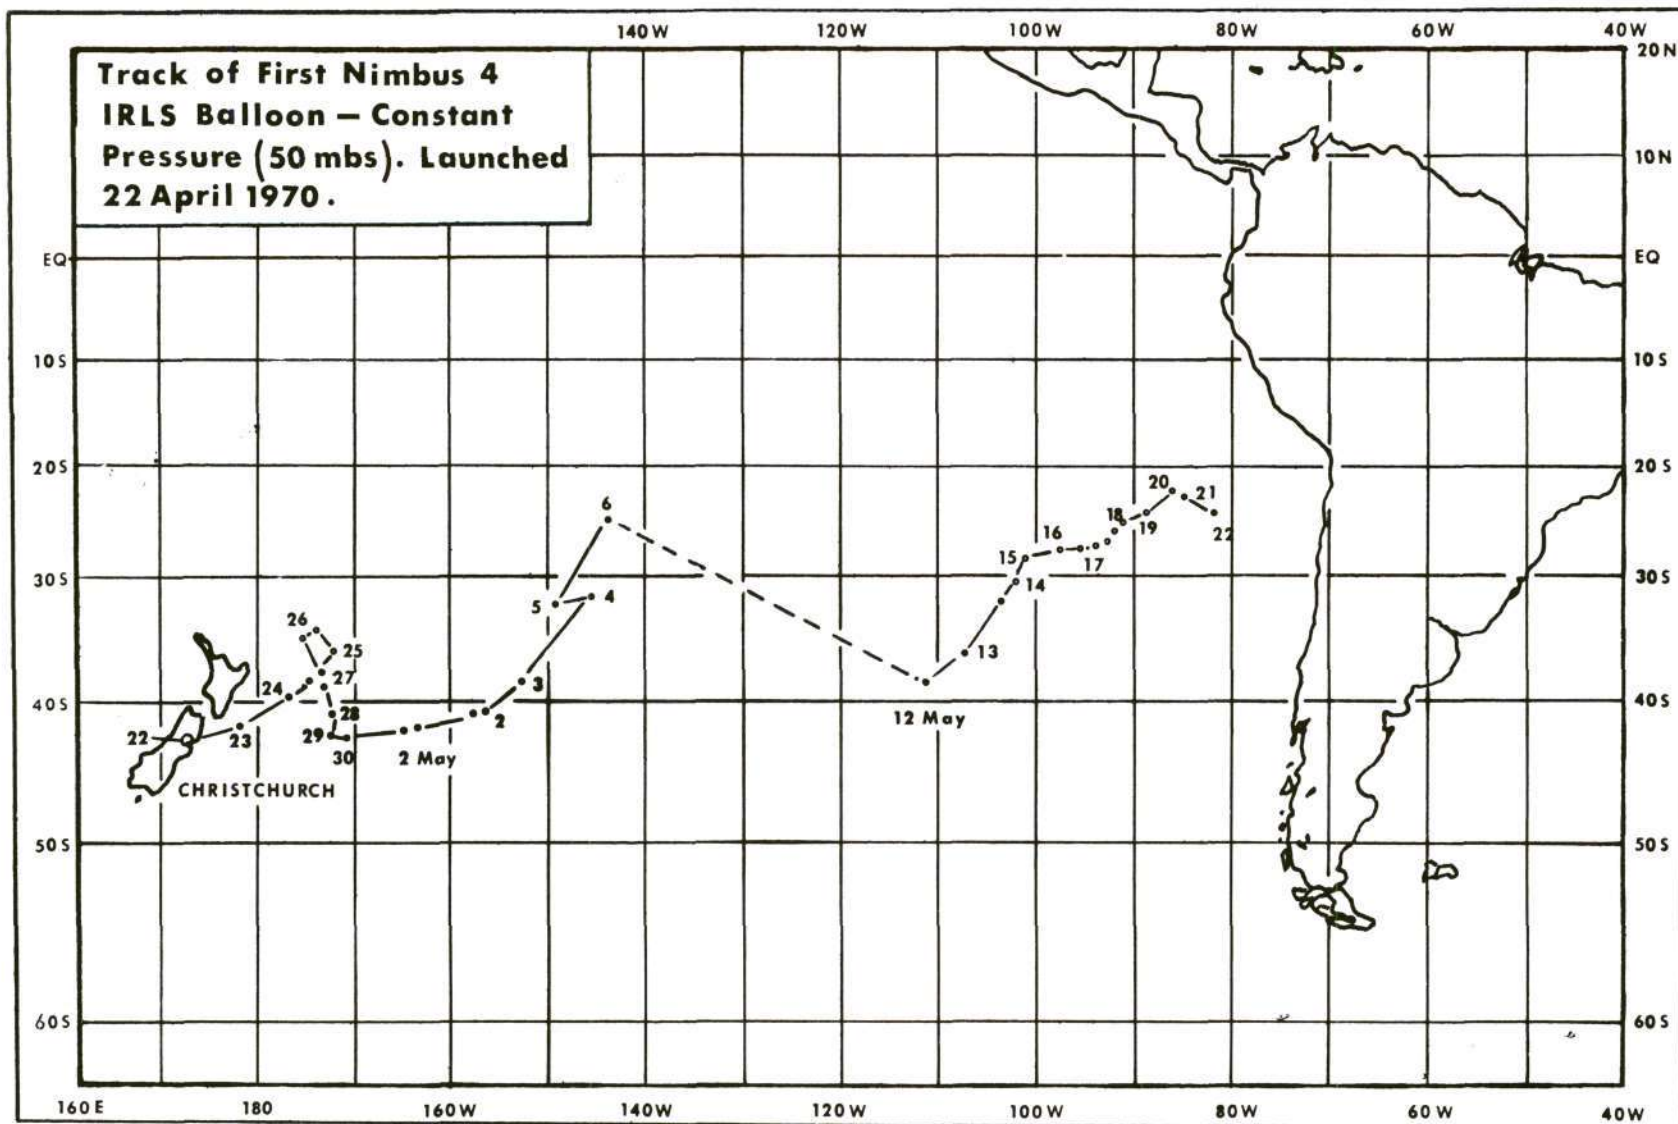 140W 120W 100W 80W 60W 40W
20N
Track of First Nimbus 4
IRLS Balloon – Constant
Pressure (50 mbs). Launched
22 April 1970.
10N
EQ EQ
10S 10S
20S 20S
6
20 21
22
18 19
16
17
15
14
30S 30S
5 4
26
25
13
27
24
3
40S 40S
28
2
12 May
22 23
29
30
2 May
CHRISTCHURCH
50S 50S
60S 60S
160E 180 160W 140W 120W 100W 80W 60W 40W